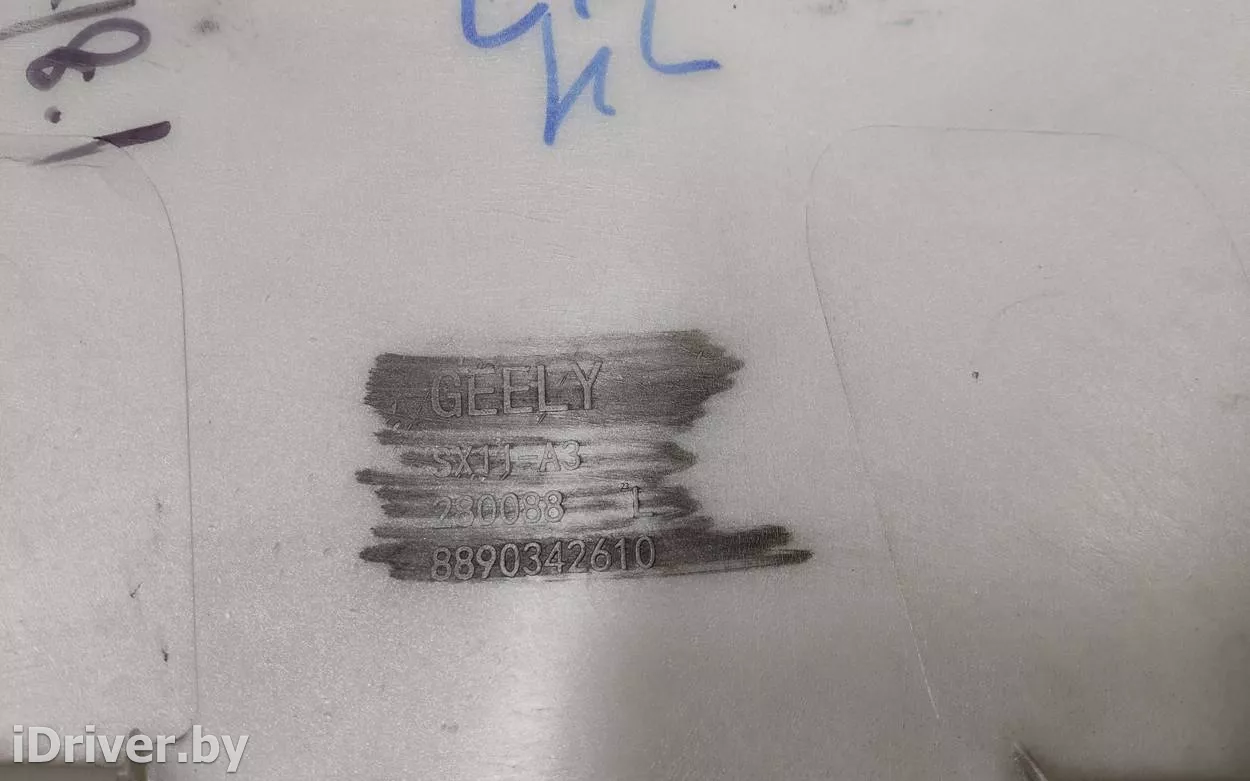 GEELY
SX11-A3
230088 L
8890342610
iDriver.by